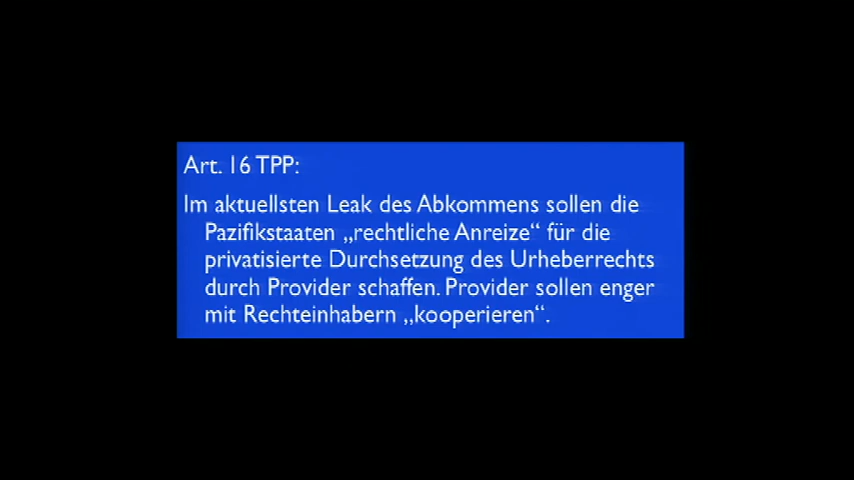 Art. 16 TPP:
Im aktuellsten Leak des Abkommens sollen die
Pazifikstaaten „rechtliche Anreize“ für die
privatisierte Durchsetzung des Urheberrechts
durch Provider schaffen. Provider sollen enger
mit Rechteinhabern „kooperieren“.